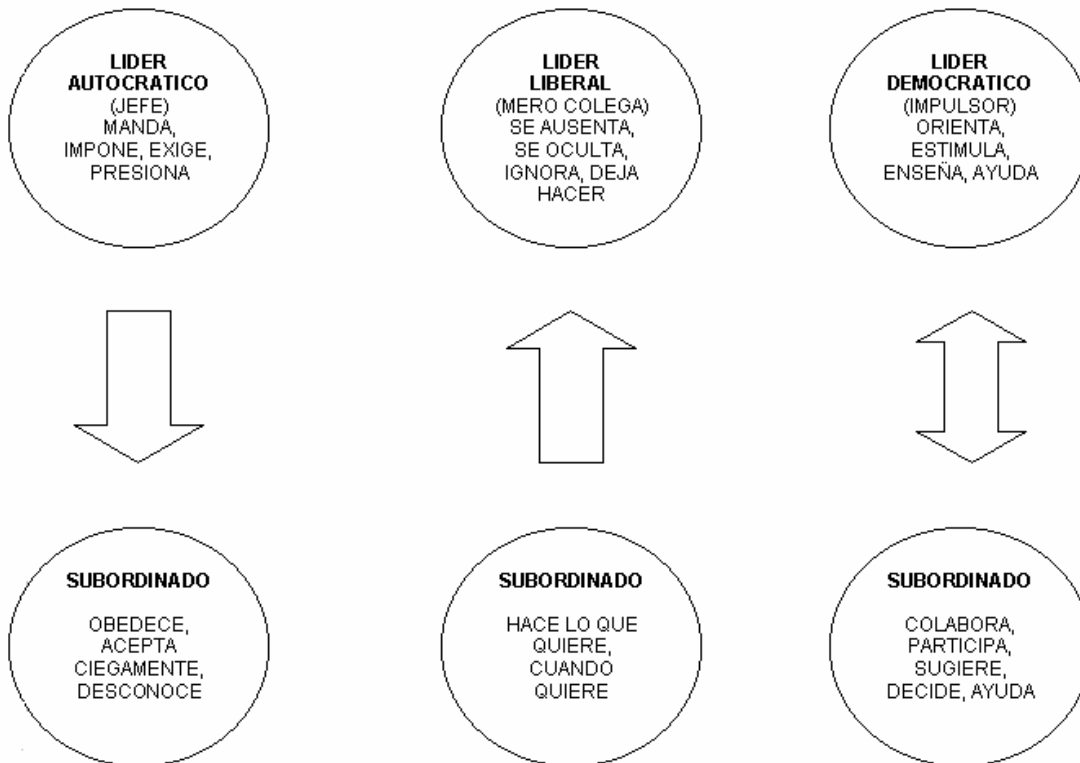 LIDER
AUTOCRATICO
(JEFE)
MANDA,
IMPONE, EXIGE,
PRESIONA
LIDER
LIBERAL
(MERO COLEGA)
SE AUSENTA,
SE OCULTA,
IGNORA, DEJA
HACER
LIDER
DEMOCRATICO
(IMPULSOR)
ORIENTA,
ESTIMULA,
ENSEÑA, AYUDA
SUBORDINADO
OBEDECE,
ACEPTA
CIEGAMENTE,
DESCONOCE
SUBORDINADO
HACE LO QUE
QUIERE,
CUANDO
QUIERE
SUBORDINADO
COLABORA,
PARTICIPA,
SUGIERE,
DECIDE, AYUDA